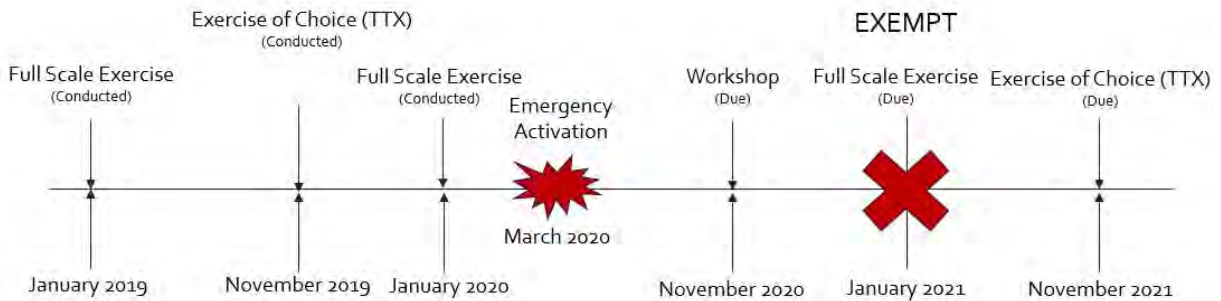 Exercise of Choice (TTX)
(Conducted)
EXEMPT
Full Scale Exercise
(Conducted)
Full Scale Exercise
(Conducted)
Emergency
Activation
Workshop
(Due)
Full Scale Exercise
(Due)
Exercise of Choice (TTX)
(Due)
March 2020
January 2019
November 2019
January 2020
November 2020
January 2021
November 2021